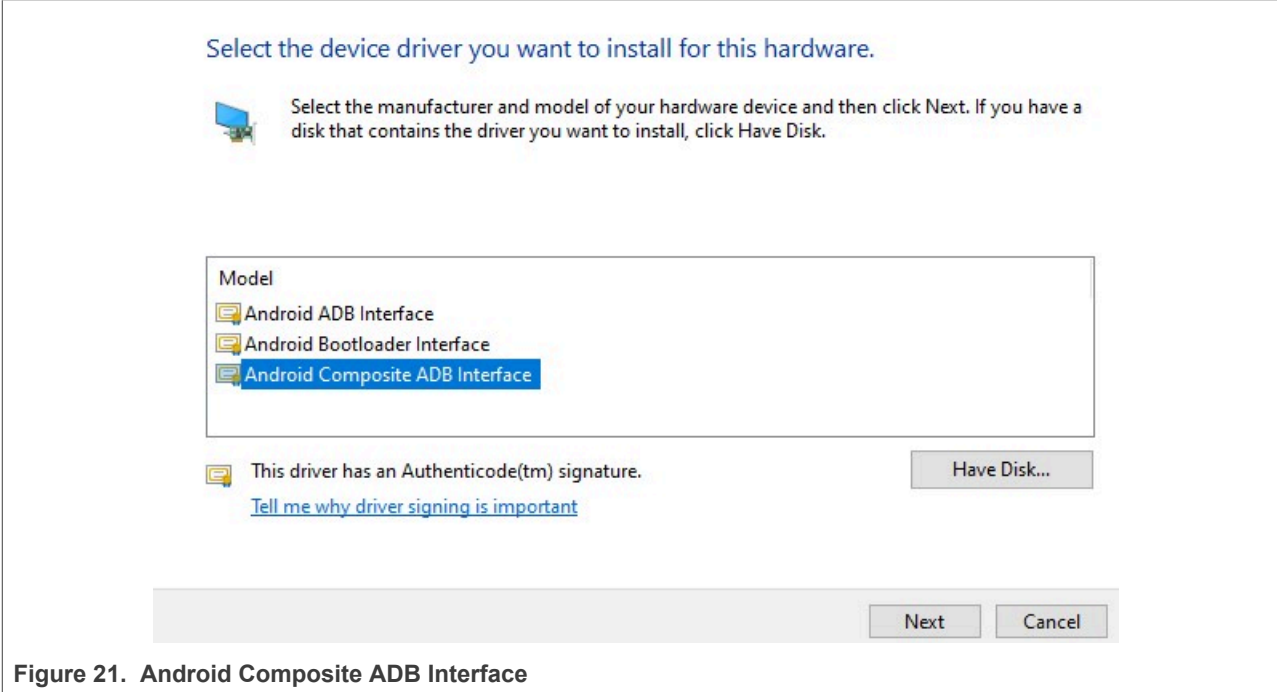 Select the device driver you want to install for this hardware.
Select the manufacturer and model of your hardware device and then click Next. If you have a
disk that contains the driver you want to install, click Have Disk.
Model
Android ADB Interface
Android Bootloader Interface
Android Composite ADB Interface
This driver has an Authenticode(tm) signature.
Have Disk...
Tell me why driver signing is important
Next
Cancel
Figure 21. Android Composite ADB Interface